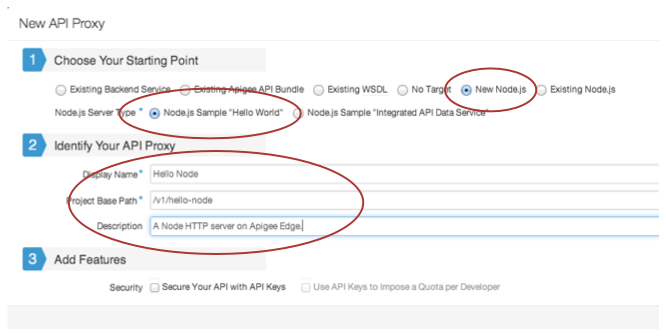 New API Proxy
1 Choose Your Starting Point
Existing Backend Service Existing Apigee API Bundle Existing WSDL No Target New Node.js Existing Node.js
Node.js Server Type * Node.js Sample "Hello World" Node.js Sample "Integrated API Data Service"
2 Identify Your API Proxy
Display Name * Hello Node
Project Base Path * /v1/hello-node
Description A Node HTTP server on Apigee Edge.
3 Add Features
Security Secure Your API with API Keys Use API Keys to Impose a Quota per Developer